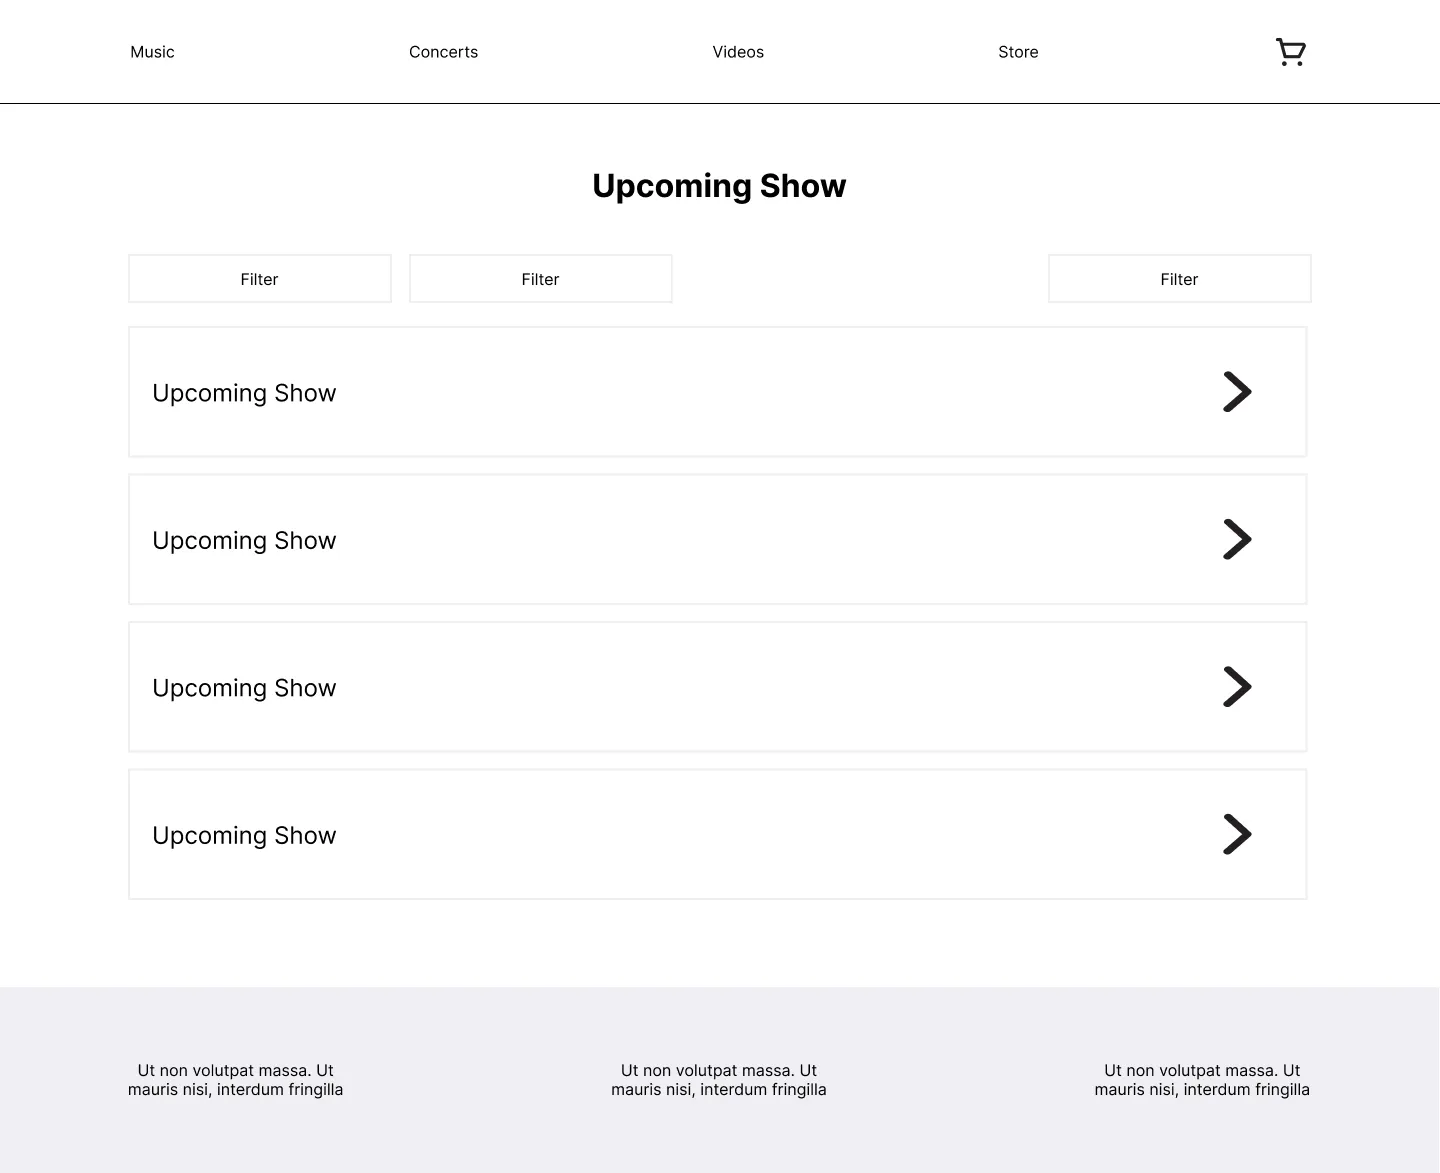 Music
Concerts
Videos
Store
Upcoming Show
Filter
Filter
Filter
Upcoming Show
Upcoming Show
Upcoming Show
Upcoming Show
Ut non volutpat massa. Ut
mauris nisi, interdum fringilla
Ut non volutpat massa. Ut
mauris nisi, interdum fringilla
Ut non volutpat massa. Ut
mauris nisi, interdum fringilla